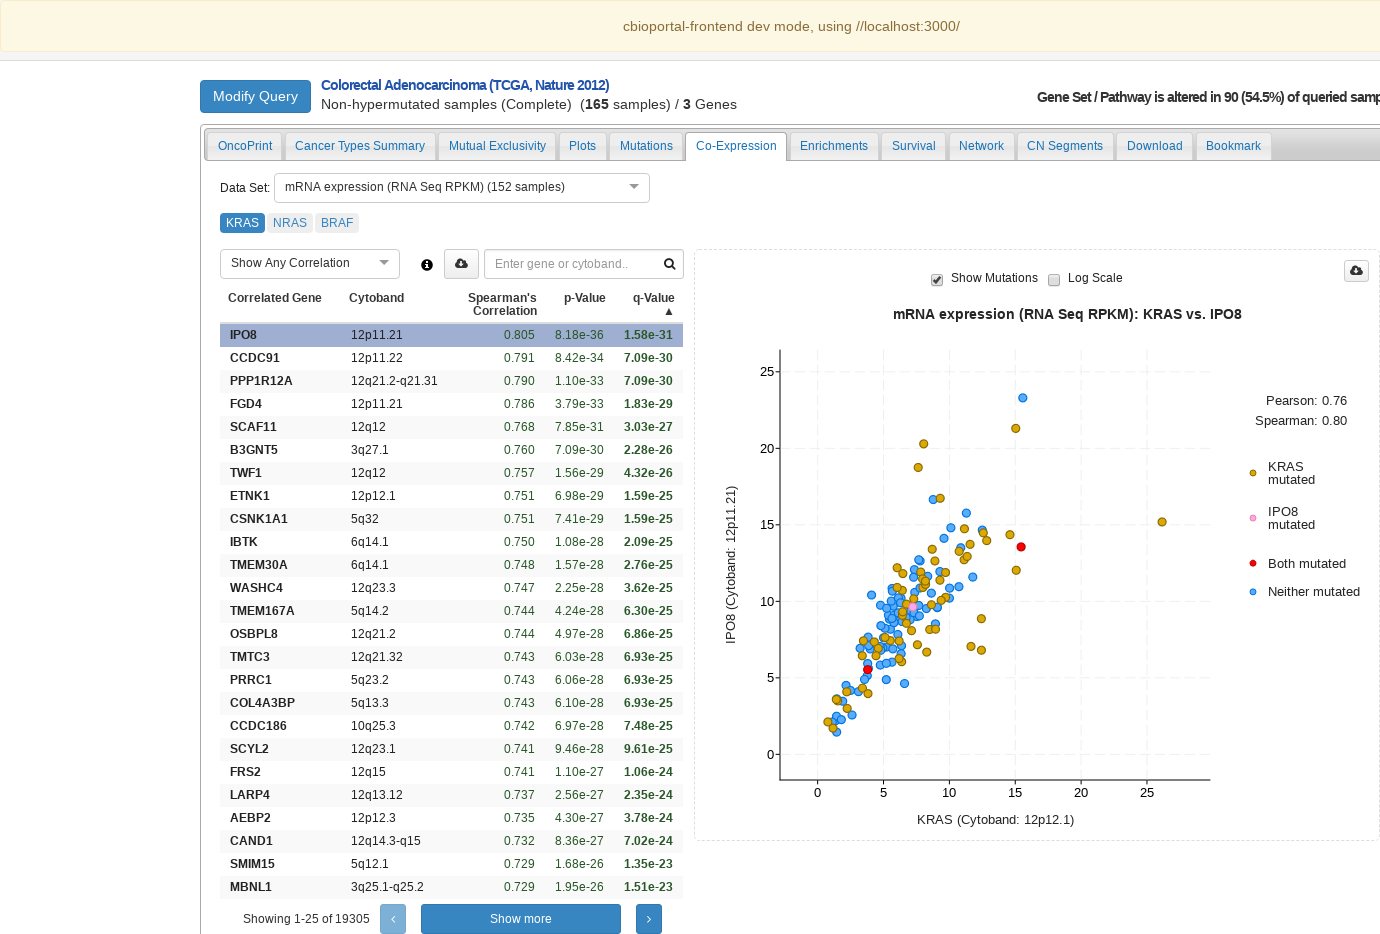 cbioportal-frontend dev mode, using //localhost:3000/
Modify Query
Colorectal Adenocarcinoma (TCGA, Nature 2012)
Non-hypermutated samples (Complete) (165 samples) / 3 Genes
Gene Set / Pathway is altered in 90 (54.5%) of queried samp
OncoPrint Cancer Types Summary Mutual Exclusivity Plots Mutations Co-Expression Enrichments Survival Network CN Segments Download Bookmark
Data Set: mRNA expression (RNA Seq RPKM) (152 samples)
KRAS NRAS BRAF
Show Any Correlation Enter gene or cytoband..
Correlated Gene Cytoband Spearman's Correlation p-Value q-Value ▲
IPO8 12p11.21 0.805 8.18e-36 1.58e-31
CCDC91 12p11.22 0.791 8.42e-34 7.09e-30
PPP1R12A 12q21.2-q21.31 0.790 1.10e-33 7.09e-30
FGD4 12p11.21 0.786 3.79e-33 1.83e-29
SCAF11 12q12 0.768 7.85e-31 3.03e-27
B3GNT5 3q27.1 0.760 7.09e-30 2.28e-26
TWF1 12q12 0.757 1.56e-29 4.32e-26
ETNK1 12p12.1 0.751 6.98e-29 1.59e-25
CSNK1A1 5q32 0.751 7.41e-29 1.59e-25
IBTK 6q14.1 0.750 1.08e-28 2.09e-25
TMEM30A 6q14.1 0.748 1.57e-28 2.76e-25
WASHC4 12q23.3 0.747 2.25e-28 3.62e-25
TMEM167A 5q14.2 0.744 4.24e-28 6.30e-25
OSBPL8 12q21.2 0.744 4.97e-28 6.86e-25
TMTC3 12q21.32 0.743 6.03e-28 6.93e-25
PRRC1 5q23.2 0.743 6.06e-28 6.93e-25
COL4A3BP 5q13.3 0.743 6.10e-28 6.93e-25
CCDC186 10q25.3 0.742 6.97e-28 7.48e-25
SCYL2 12q23.1 0.741 9.46e-28 9.61e-25
FRS2 12q15 0.741 1.10e-27 1.06e-24
LARP4 12q13.12 0.737 2.56e-27 2.35e-24
AEBP2 12p12.3 0.735 4.30e-27 3.78e-24
CAND1 12q14.3-q15 0.732 8.36e-27 7.02e-24
SMIM15 5q12.1 0.729 1.68e-26 1.35e-23
MBNL1 3q25.1-q25.2 0.729 1.95e-26 1.51e-23
Showing 1-25 of 19305 ‹ Show more ›
Show Mutations Log Scale
mRNA expression (RNA Seq RPKM): KRAS vs. IPO8
IPO8 (Cytoband: 12p11.21)
25
20
15
10
5
0
0 5 10 15 20 25
KRAS (Cytoband: 12p12.1)
Pearson: 0.76
Spearman: 0.80
KRAS
mutated
IPO8
mutated
Both mutated
Neither mutated